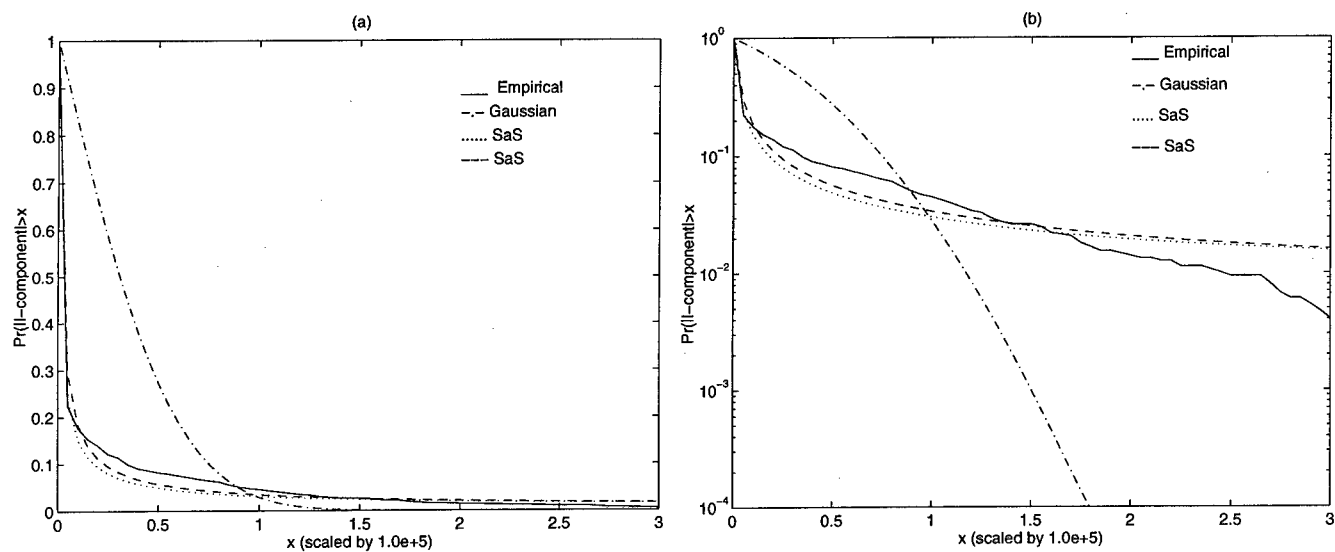 (a)
1
0.9
0.8
0.7
0.6
0.5
0.4
0.3
0.2
0.1
0
Pr(|I-component|>x
Empirical
Gaussian
SaS
SaS
0 0.5 1 1.5 2 2.5 3
x (scaled by 1.0e+5)
(b)
10^0
10^-1
10^-2
10^-3
10^-4
Pr(|I-component|>x
Empirical
Gaussian
SaS
SaS
0 0.5 1 1.5 2 2.5 3
x (scaled by 1.0e+5)